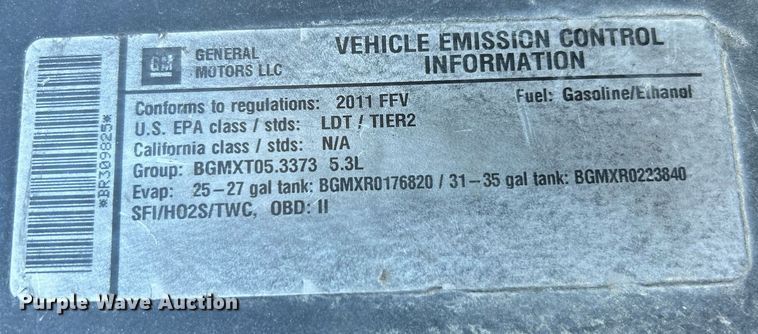 GM
GENERAL
MOTORS LLC
VEHICLE EMISSION CONTROL
INFORMATION
Conforms to regulations: 2011 FFV
Fuel: Gasoline/Ethanol
U.S. EPA class / stds: LDT / TIER2
California class / stds: N/A
Group: BGMXT05.3373 5.3L
Evap: 25-27 gal tank: BGMXR0176820 / 31-35 gal tank: BGMXR0223840
SFI/HO2S/TWC, OBD: II
*BR309825*
Purple Wave Auction